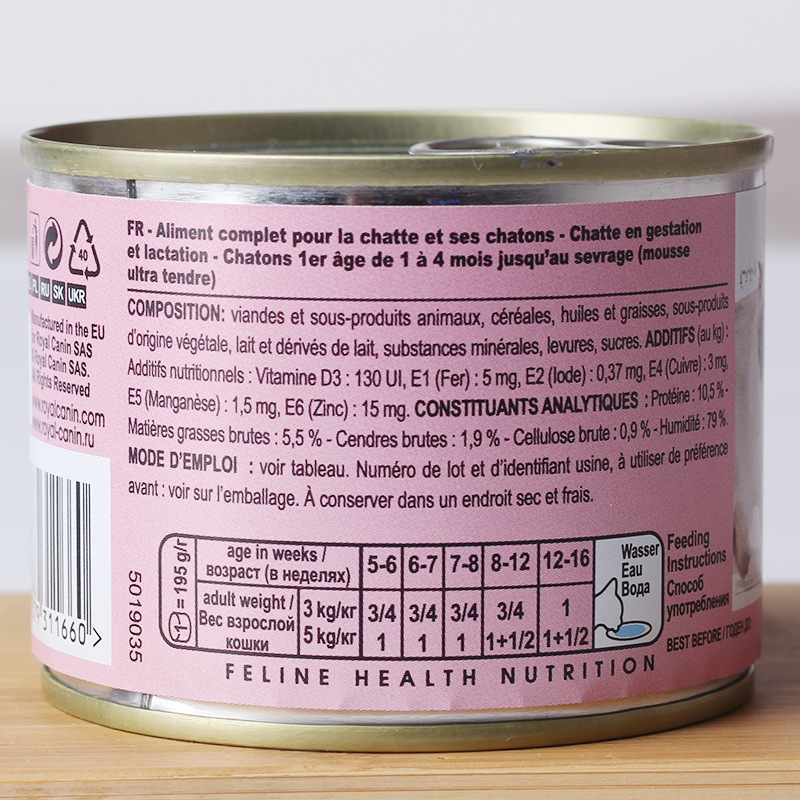 FR - Aliment complet pour la chatte et ses chatons - Chatte en gestation
et lactation - Chatons 1er âge de 1 à 4 mois jusqu'au sevrage (mousse
ultra tendre)
COMPOSITION: viandes et sous-produits animaux, céréales, huiles et graisses, sous-produits
d'origine végétale, lait et dérivés de lait, substances minérales, levures, sucres. ADDITIFS (au kg) :
Additifs nutritionnels : Vitamine D3 : 130 UI, E1 (Fer) : 5 mg, E2 (Iode) : 0,37 mg, E4 (Cuivre) : 3 mg,
E5 (Manganèse) : 1,5 mg, E6 (Zinc) : 15 mg. CONSTITUANTS ANALYTIQUES : Protéine : 10,5 % -
Matières grasses brutes : 5,5 % - Cendres brutes : 1,9 % - Cellulose brute : 0,9 % - Humidité : 79 %.
MODE D'EMPLOI : voir tableau. Numéro de lot et d'identifiant usine, à utiliser de préférence
avant : voir sur l'emballage. À conserver dans un endroit sec et frais.
40
PL RU SK UKR
Manufactured in the EU
Royal Canin SAS
Royal Canin SAS.
Rights Reserved
www.royalcanin.com
www.royal-canin.ru
311660
5019035
1 = 195 g/г
age in weeks / 5-6 6-7 7-8 8-12 12-16
возраст (в неделях)
adult weight / 3 kg/кг 3/4 3/4 3/4 3/4 1
Вес взрослой кошки 5 kg/кг 1 1 1 1+1/2 1+1/2
Wasser
Eau
Вода
Feeding
Instructions
Способ
употребления
BEST BEFORE / ГОДЕН ДО:
FELINE HEALTH NUTRITION